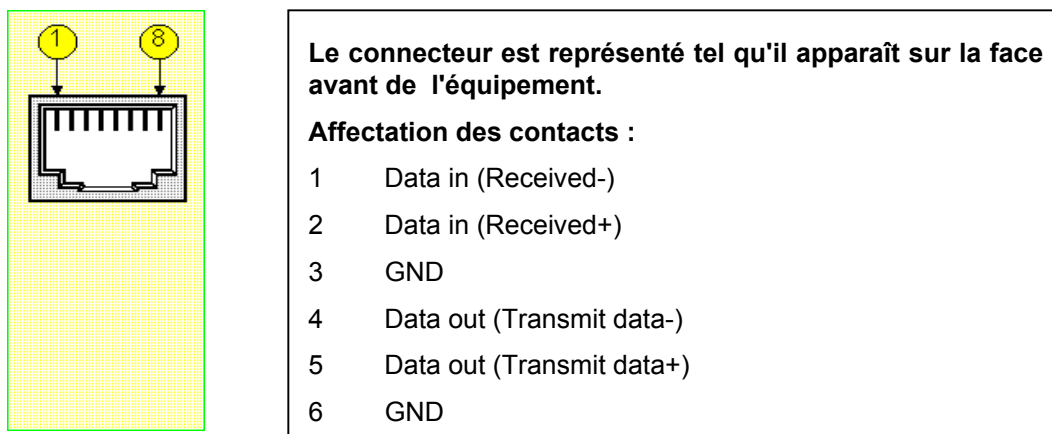 1 8
Le connecteur est représenté tel qu'il apparaît sur la face
avant de l'équipement.
Affectation des contacts :
1 Data in (Received-)
2 Data in (Received+)
3 GND
4 Data out (Transmit data-)
5 Data out (Transmit data+)
6 GND